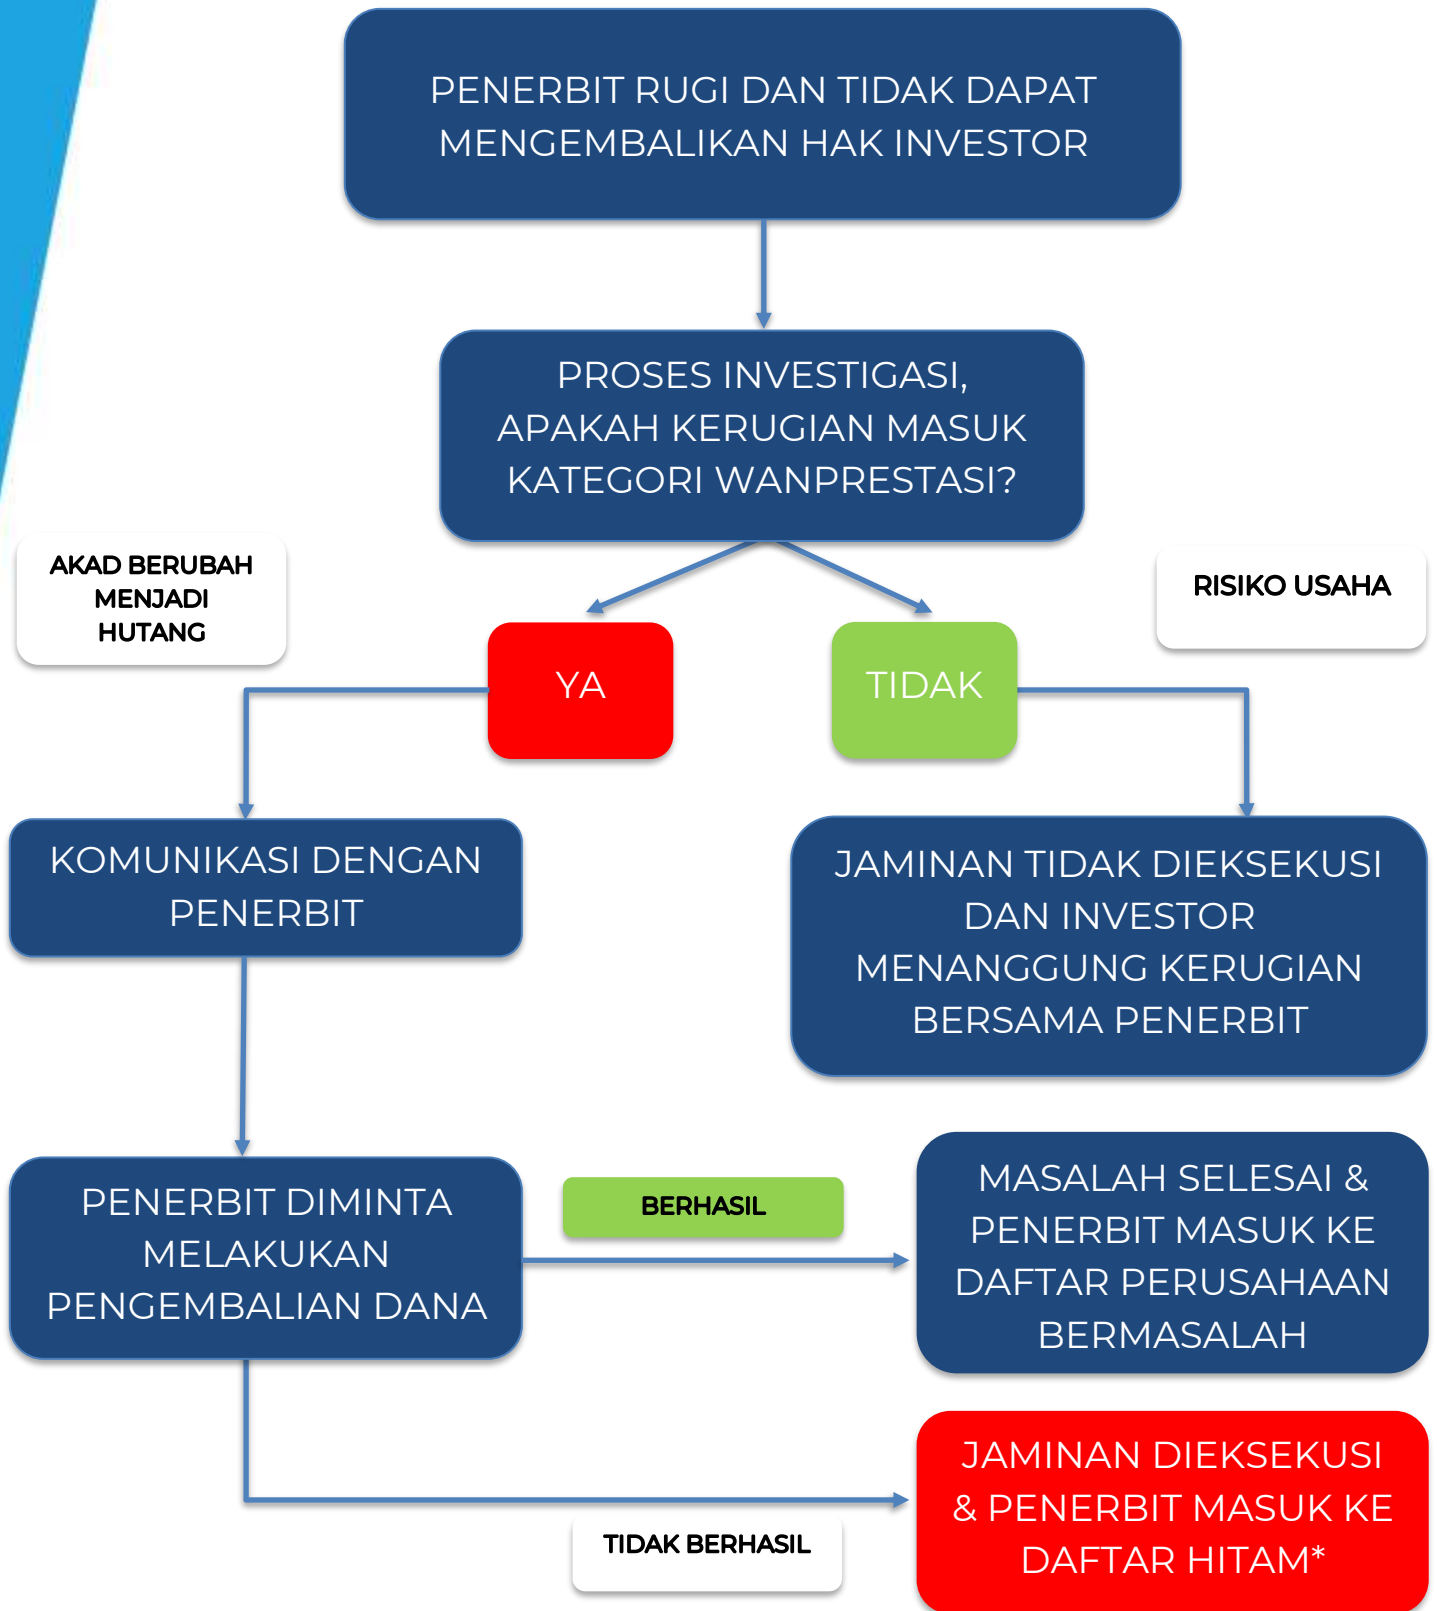 PENERBIT RUGI DAN TIDAK DAPAT
MENGEMBALIKAN HAK INVESTOR
PROSES INVESTIGASI,
APAKAH KERUGIAN MASUK
KATEGORI WANPRESTASI?
AKAD BERUBAH
MENJADI
HUTANG
RISIKO USAHA
YA
TIDAK
KOMUNIKASI DENGAN
PENERBIT
JAMINAN TIDAK DIEKSEKUSI
DAN INVESTOR
MENANGGUNG KERUGIAN
BERSAMA PENERBIT
PENERBIT DIMINTA
MELAKUKAN
PENGEMBALIAN DANA
BERHASIL
MASALAH SELESAI &
PENERBIT MASUK KE
DAFTAR PERUSAHAAN
BERMASALAH
TIDAK BERHASIL
JAMINAN DIEKSEKUSI
& PENERBIT MASUK KE
DAFTAR HITAM*